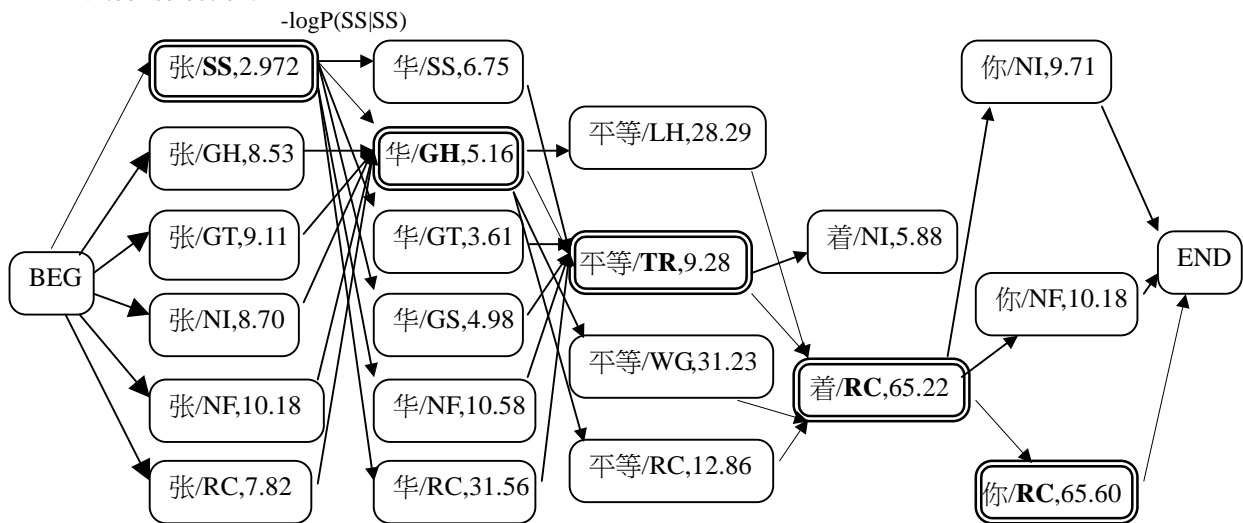 -logP(SS|SS)
BEG
张/SS,2.972
张/GH,8.53
张/GT,9.11
张/NI,8.70
张/NF,10.18
张/RC,7.82
华/SS,6.75
华/GH,5.16
华/GT,3.61
华/GS,4.98
华/NF,10.58
华/RC,31.56
平等/LH,28.29
平等/TR,9.28
平等/WG,31.23
平等/RC,12.86
着/NI,5.88
着/RC,65.22
你/NI,9.71
你/NF,10.18
你/RC,65.60
END